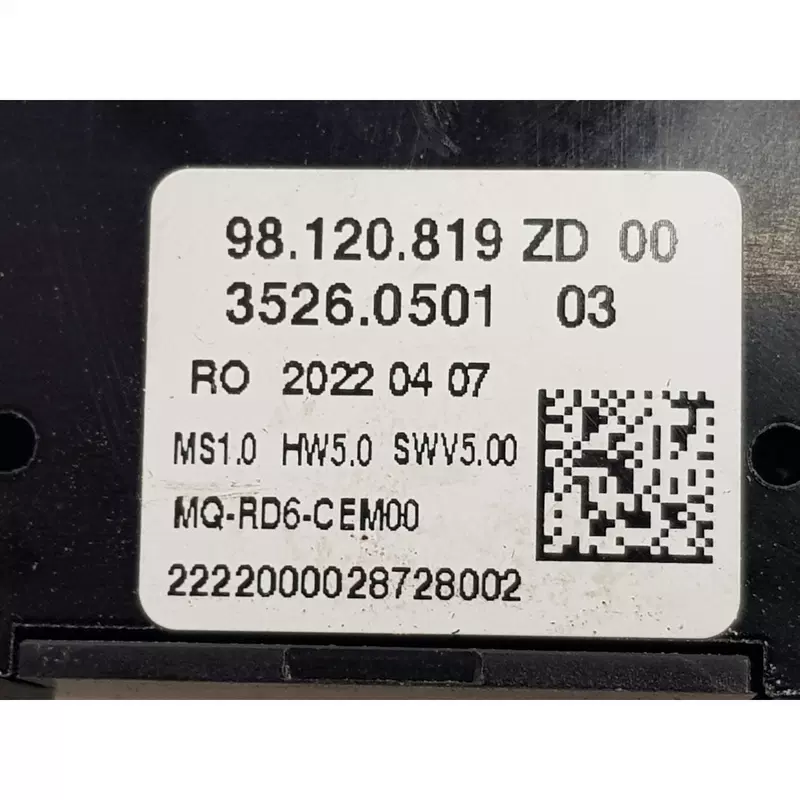 98.120.819 ZD 00
3526.0501 03
RO 2022 04 07
MS1.0 HW5.0 SWV5.00
MQ-RD6-CEM00
2222000028728002